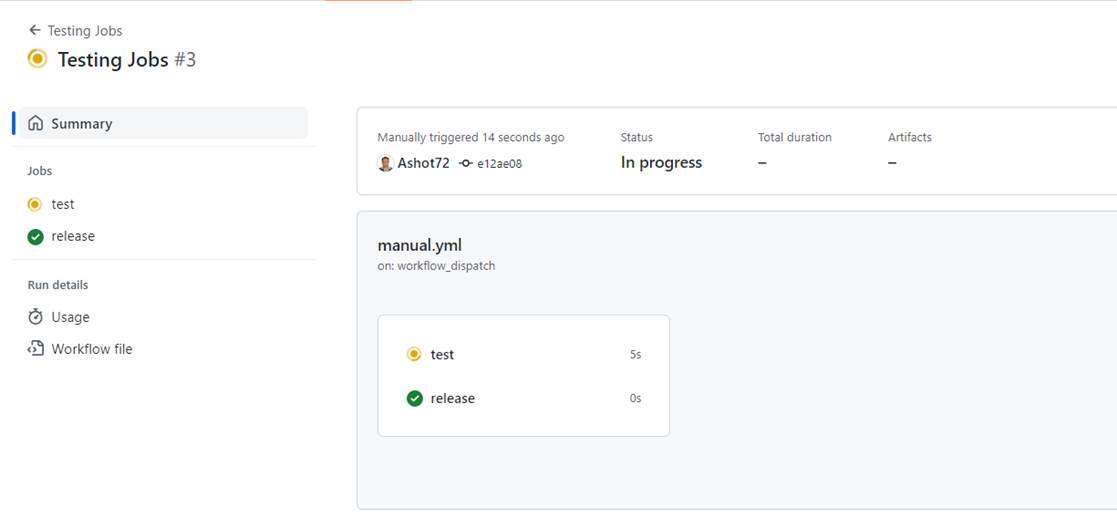 Testing Jobs
Testing Jobs #3
Summary
Jobs
test
release
Run details
Usage
Workflow file
Manually triggered 14 seconds ago
Ashot72 e12ae08
Status
In progress
Total duration
–
Artifacts
–
manual.yml
on: workflow_dispatch
test 5s
release 0s